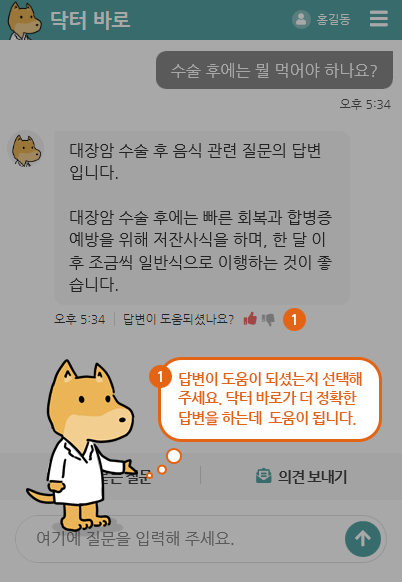 닥터 바로
홍길동
수술 후에는 뭘 먹어야 하나요?
오후 5:34
대장암 수술 후 음식 관련 질문의 답변
입니다.
대장암 수술 후에는 빠른 회복과 합병증
예방을 위해 저잔사식을 하며, 한 달 이
후 조금씩 일반식으로 이행하는 것이 좋
습니다.
오후 5:34 답변이 도움되셨나요? 1
1 답변이 도움이 되셨는지 선택해
주세요. 닥터 바로가 더 정확한
답변을 하는데 도움이 됩니다.
질문 의견 보내기
여기에 질문을 입력해 주세요.